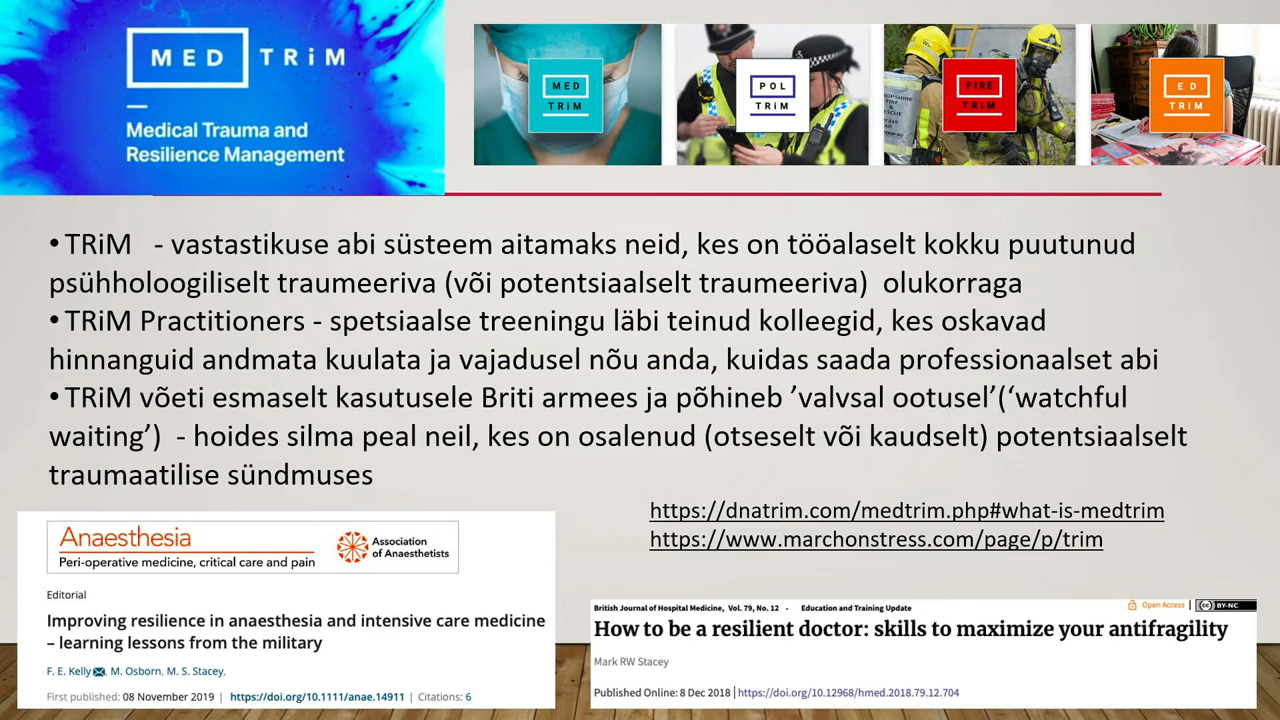 MED TRiM
Medical Trauma and
Resilience Management
MED
TRiM
POL
TRiM
FIRE
TRiM
ED
TRiM
• TRiM - vastastikuse abi süsteem aitamaks neid, kes on tööalaselt kokku puutunud
psühholoogiliselt traumeeriva (või potentsiaalselt traumeeriva) olukorraga
• TRiM Practitioners - spetsiaalse treeningu läbi teinud kolleegid, kes oskavad
hinnanguid andmata kuulata ja vajadusel nõu anda, kuidas saada professionaalset abi
• TRiM võeti esmaselt kasutusele Briti armees ja põhineb ’valvsal ootusel’(‘watchful
waiting’) - hoides silma peal neil, kes on osalenud (otseselt või kaudselt) potentsiaalselt
traumaatilise sündmuses
https://dnatrim.com/medtrim.php#what-is-medtrim
https://www.marchonstress.com/page/p/trim
Anaesthesia
Peri-operative medicine, critical care and pain
Association
of Anaesthetists
Editorial
Improving resilience in anaesthesia and intensive care medicine
– learning lessons from the military
F. E. Kelly, M. Osborn, M. S. Stacey,
First published: 08 November 2019 | https://doi.org/10.1111/anae.14911 | Citations: 6
British Journal of Hospital Medicine, Vol. 79, No. 12 · Education and Training Update
Open Access | CC BY-NC
How to be a resilient doctor: skills to maximize your antifragility
Mark RW Stacey
Published Online: 8 Dec 2018 | https://doi.org/10.12968/hmed.2018.79.12.704